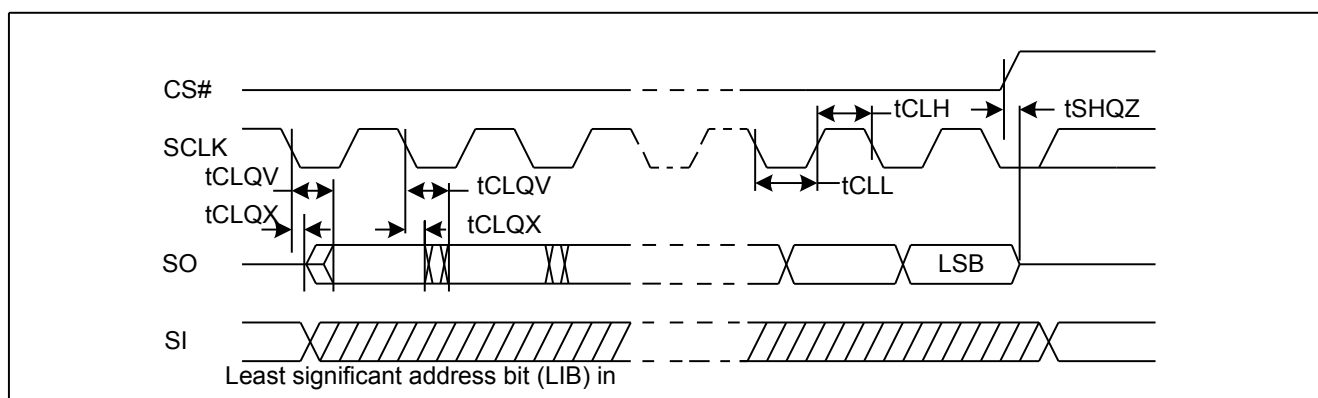 CS#
tCLH
tSHQZ
SCLK
tCLQV
tCLQV
tCLL
tCLQX
tCLQX
SO
LSB
SI
Least significant address bit (LIB) in